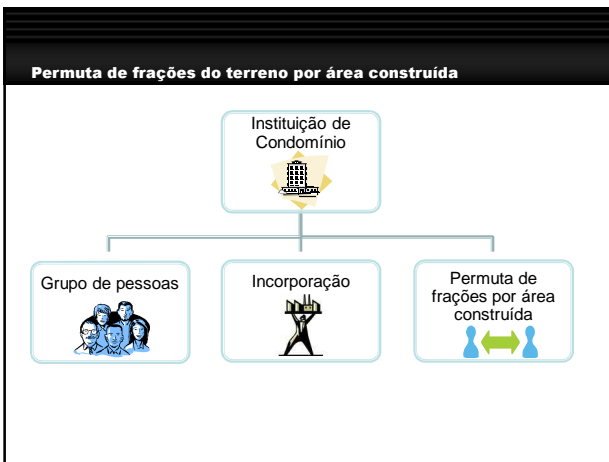 Permuta de frações do terreno por área construída
Instituição de
Condomínio
Grupo de pessoas
Incorporação
Permuta de
frações por área
construída